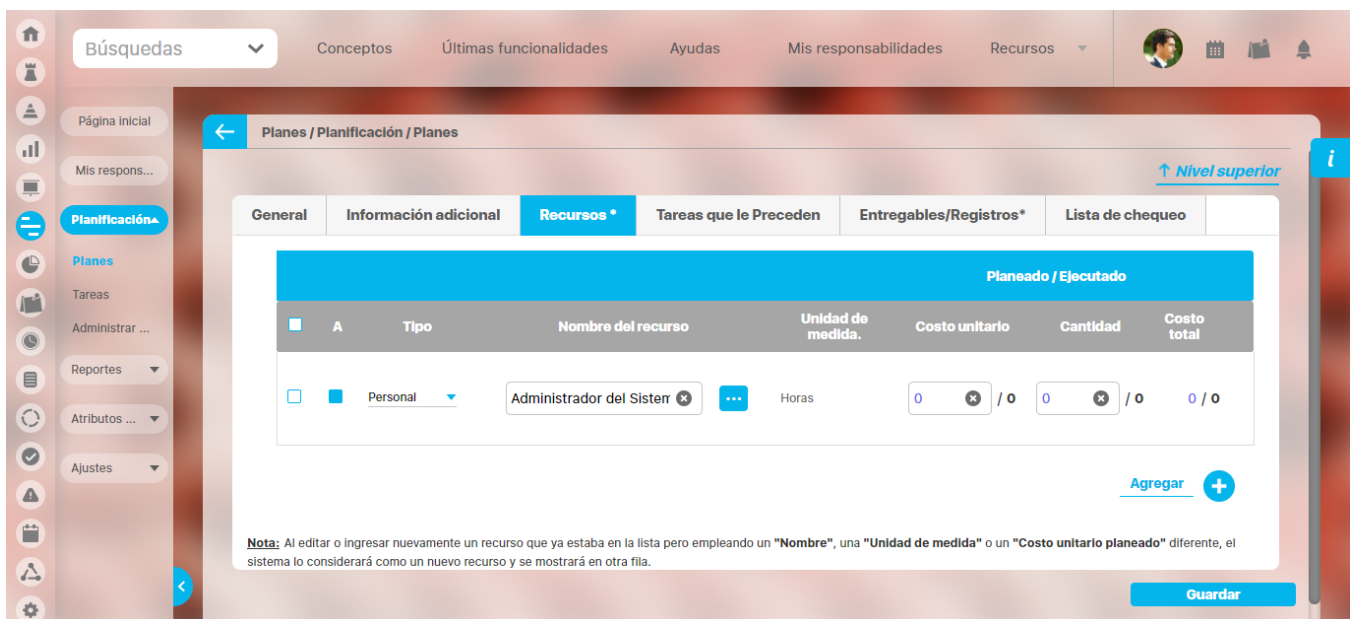 Búsquedas
Conceptos
Últimas funcionalidades
Ayudas
Mis responsabilidades
Recursos
Página inicial
Mis respons...
Planificación
Planes
Tareas
Administrar ...
Reportes
Atributos ...
Ajustes
Planes / Planificación / Planes
i
↑ Nivel superior
General
Información adicional
Recursos *
Tareas que le Preceden
Entregables/Registros*
Lista de chequeo
Planeado / Ejecutado
A
Tipo
Nombre del recurso
Unidad de
medida.
Costo unitario
Cantidad
Costo
total
Personal
Administrador del Sistem
...
Horas
0 / 0
0 / 0
0 / 0
Agregar
Nota: Al editar o ingresar nuevamente un recurso que ya estaba en la lista pero empleando un "Nombre", una "Unidad de medida" o un "Costo unitario planeado" diferente, el
sistema lo considerará como un nuevo recurso y se mostrará en otra fila.
Guardar